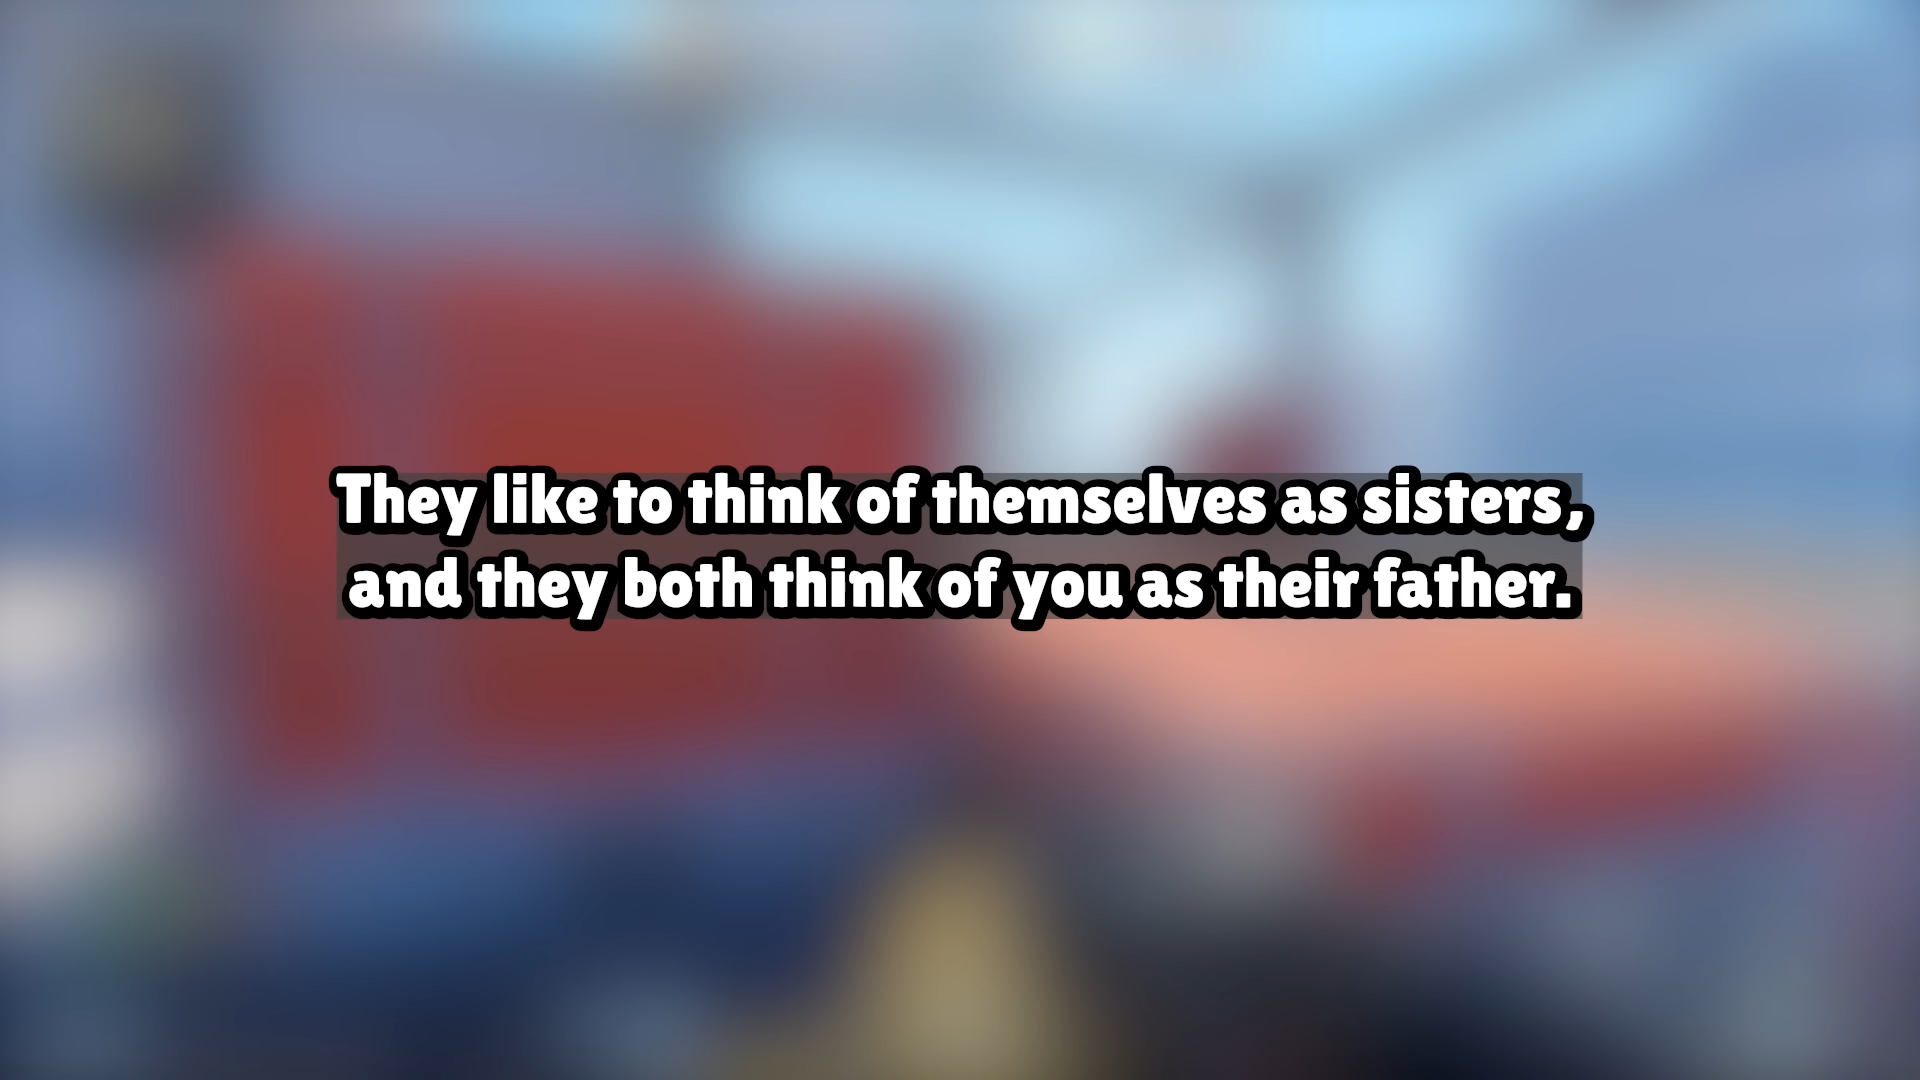 They like to think of themselves as sisters,
and they both think of you as their father.